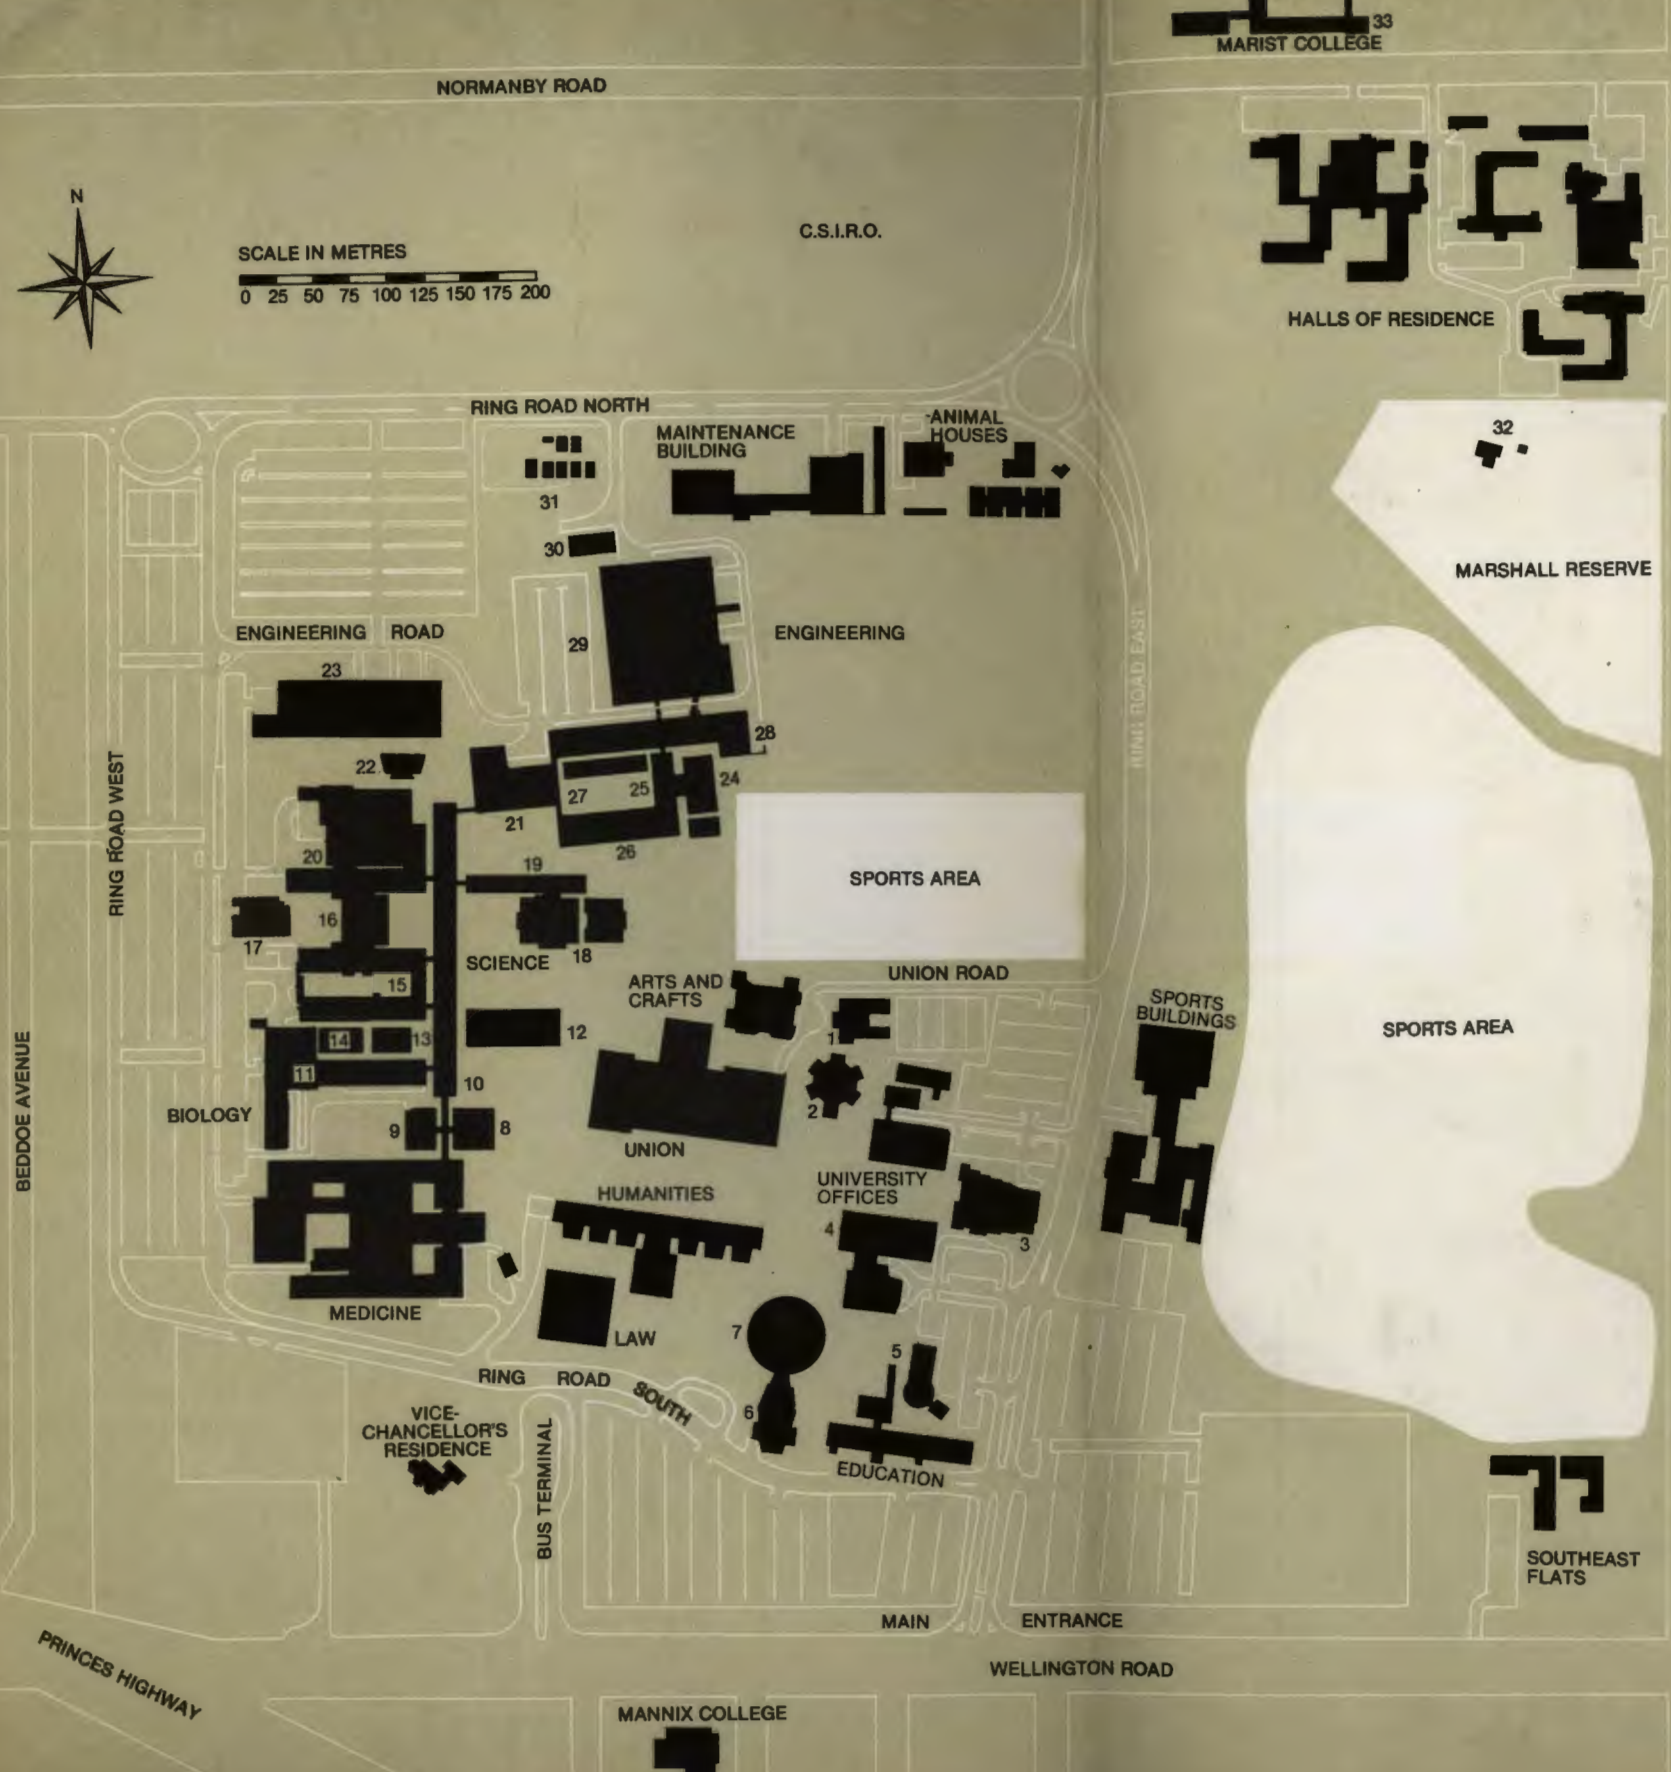 33
MARIST COLLEGE
NORMANBY ROAD
N
SCALE IN METRES
0 25 50 75 100 125 150 175 200
C.S.I.R.O.
HALLS OF RESIDENCE
RING ROAD NORTH
MAINTENANCE
BUILDING
ANIMAL
HOUSES
32
31
30
MARSHALL RESERVE
ENGINEERING ROAD
29
ENGINEERING
RING ROAD EAST
23
28
22
24
25
27
21
26
RING ROAD WEST
20
19
SPORTS AREA
16
17
18
SCIENCE
15
ARTS AND
CRAFTS
UNION ROAD
SPORTS
BUILDINGS
SPORTS AREA
12
14
13
1
11
10
2
BEDDOE AVENUE
BIOLOGY
9
8
UNION
UNIVERSITY
OFFICES
HUMANITIES
4
3
MEDICINE
7
LAW
5
RING ROAD SOUTH
6
VICE-
CHANCELLOR'S
RESIDENCE
BUS TERMINAL
EDUCATION
SOUTHEAST
FLATS
MAIN ENTRANCE
PRINCES HIGHWAY
WELLINGTON ROAD
MANNIX COLLEGE